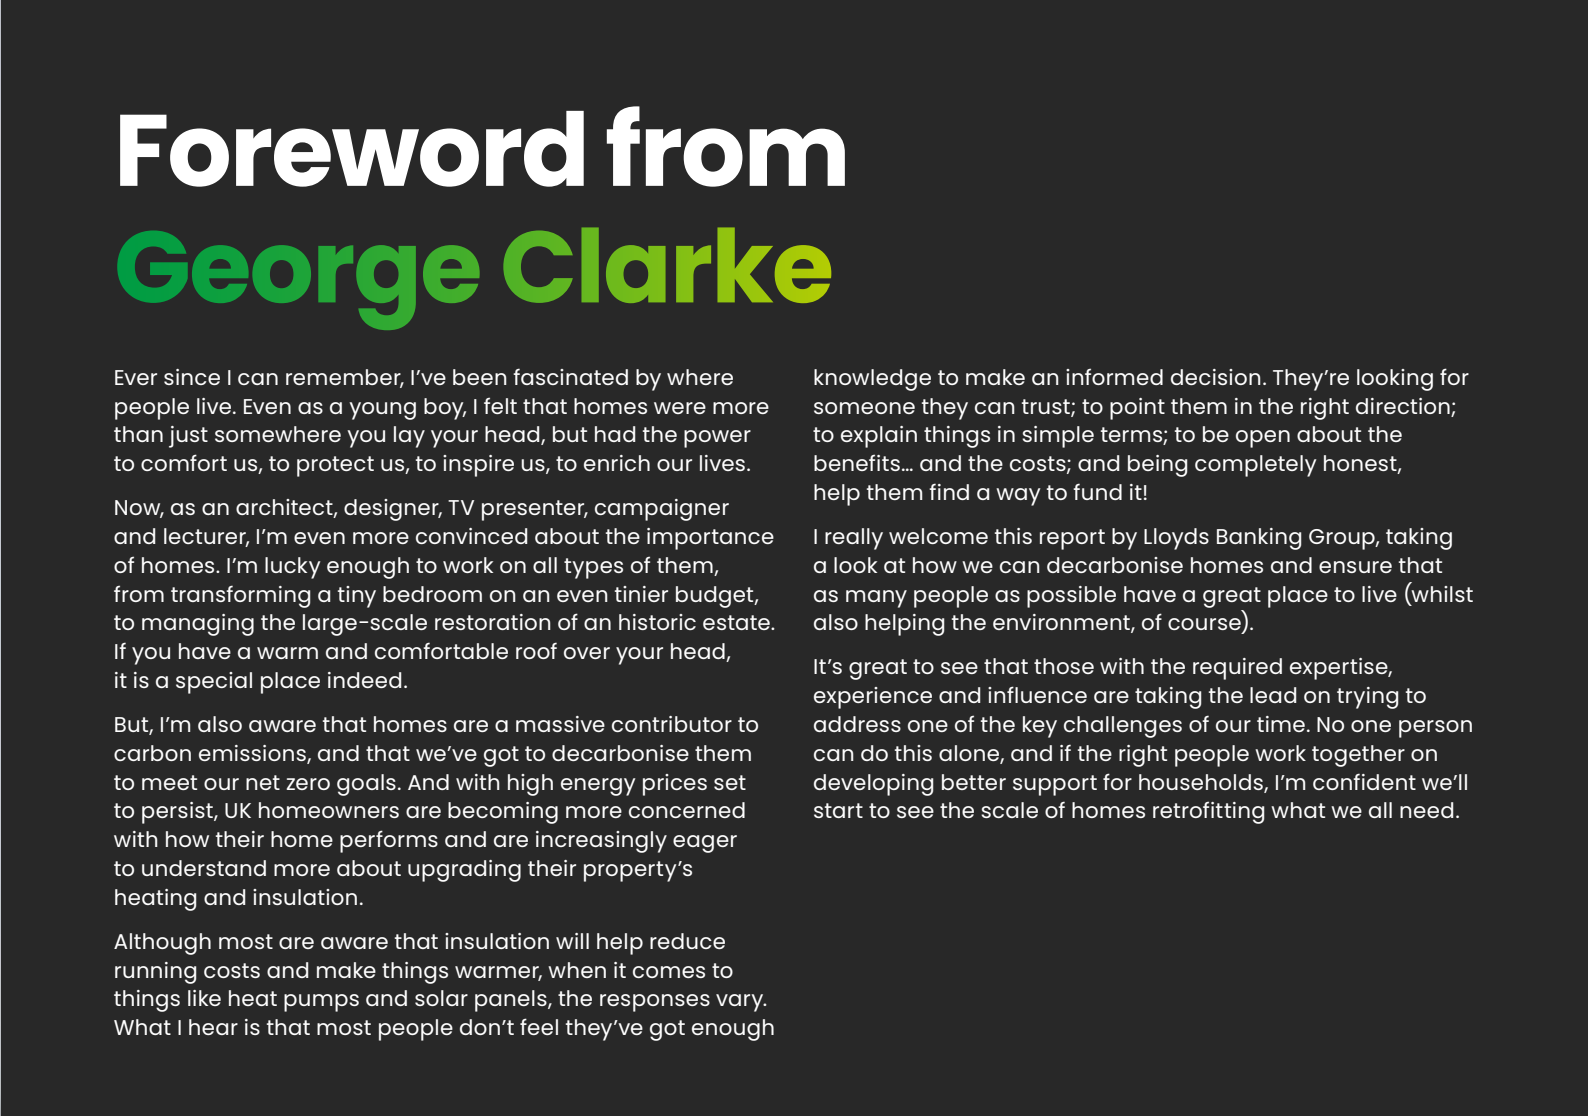 Foreword from
George Clarke
Ever since I can remember, I’ve been fascinated by where
people live. Even as a young boy, I felt that homes were more
than just somewhere you lay your head, but had the power
to comfort us, to protect us, to inspire us, to enrich our lives.
Now, as an architect, designer, TV presenter, campaigner
and lecturer, I’m even more convinced about the importance
of homes. I’m lucky enough to work on all types of them,
from transforming a tiny bedroom on an even tinier budget,
to managing the large-scale restoration of an historic estate.
If you have a warm and comfortable roof over your head,
it is a special place indeed.
But, I’m also aware that homes are a massive contributor to
carbon emissions, and that we’ve got to decarbonise them
to meet our net zero goals. And with high energy prices set
to persist, UK homeowners are becoming more concerned
with how their home performs and are increasingly eager
to understand more about upgrading their property’s
heating and insulation.
Although most are aware that insulation will help reduce
running costs and make things warmer, when it comes to
things like heat pumps and solar panels, the responses vary.
What I hear is that most people don’t feel they’ve got enough
knowledge to make an informed decision. They’re looking for
someone they can trust; to point them in the right direction;
to explain things in simple terms; to be open about the
benefits… and the costs; and being completely honest,
help them find a way to fund it!
I really welcome this report by Lloyds Banking Group, taking
a look at how we can decarbonise homes and ensure that
as many people as possible have a great place to live (whilst
also helping the environment, of course).
It’s great to see that those with the required expertise,
experience and influence are taking the lead on trying to
address one of the key challenges of our time. No one person
can do this alone, and if the right people work together on
developing better support for households, I’m confident we’ll
start to see the scale of homes retrofitting what we all need.